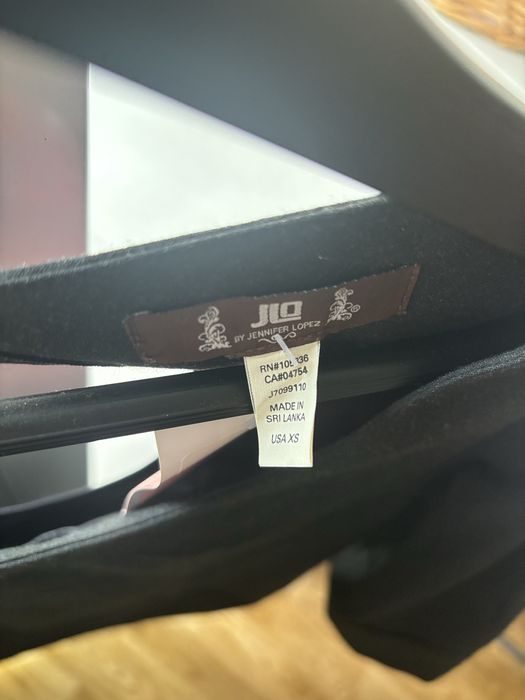 JLO
BY JENNIFER LOPEZ
CA#04754
J7099110
MADE IN
SRI LANKA
USA XS